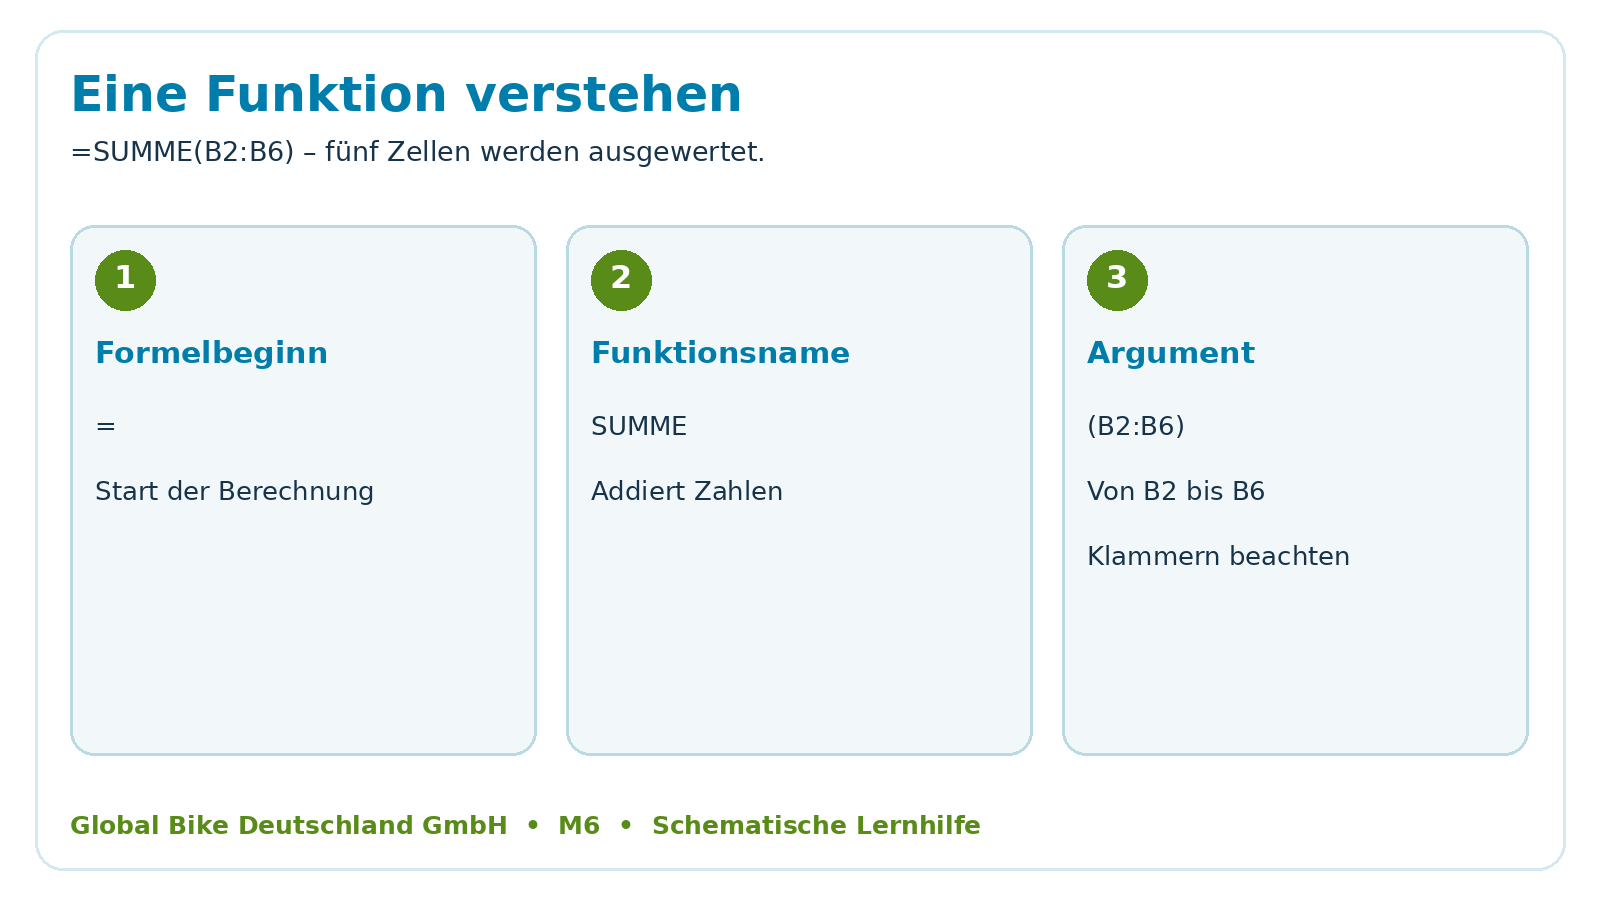 Eine Funktion verstehen
=SUMME(B2:B6) – fünf Zellen werden ausgewertet.
1
Formelbeginn
=
Start der Berechnung
2
Funktionsname
SUMME
Addiert Zahlen
3
Argument
(B2:B6)
Von B2 bis B6
Klammern beachten
Global Bike Deutschland GmbH • M6 • Schematische Lernhilfe